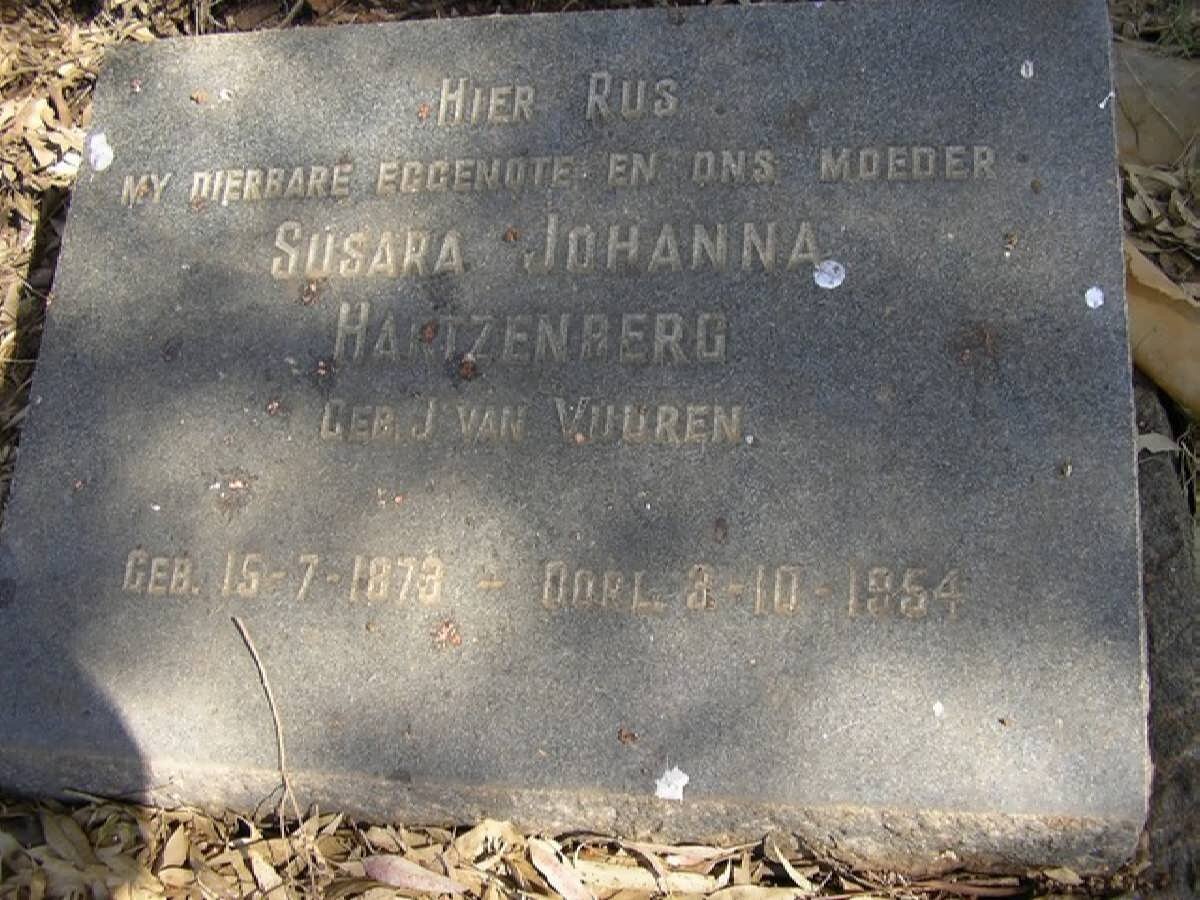 HIER RUS
MY DIERBARE EGGENOTE EN ONS MOEDER
SUSARA JOHANNA
HARTZENBERG
GEB. J VAN VUUREN.
GEB. 15-7-1873 - OORL. 3-10-1954